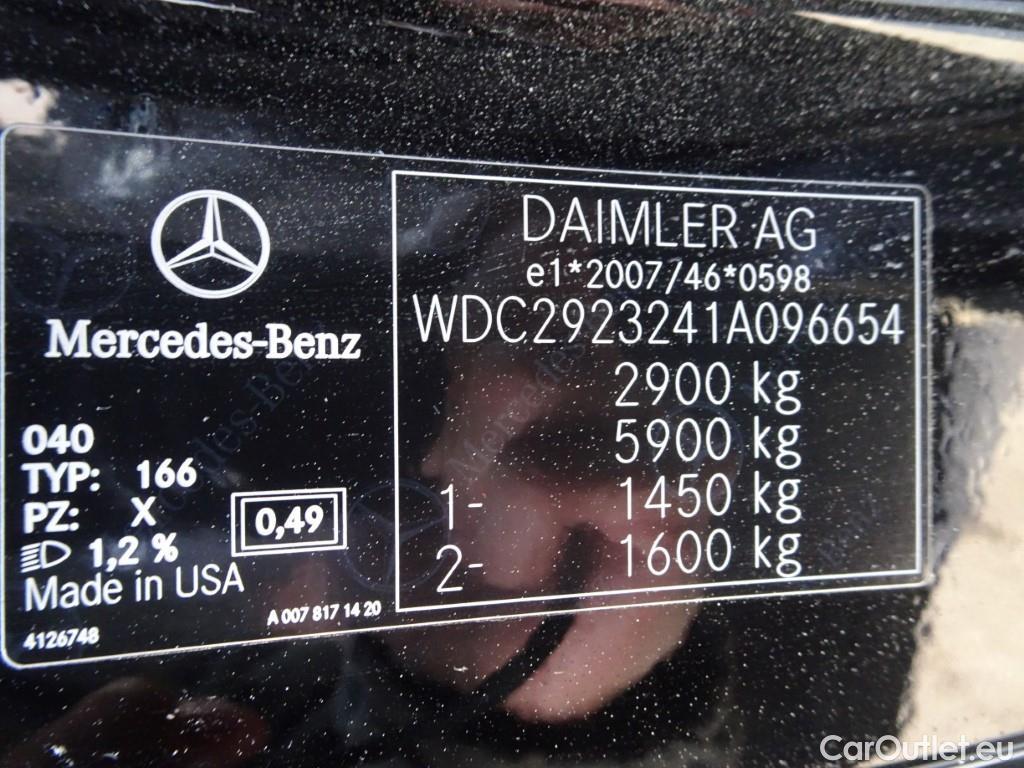 Mercedes-Benz
040
TYP: 166
PZ: X
1,2 %
0,49
Made in USA
A 007 817 14 20
4126748
DAIMLER AG
e1*2007/46*0598
WDC2923241A096654
2900 kg
5900 kg
1- 1450 kg
2- 1600 kg
CarOutlet.eu